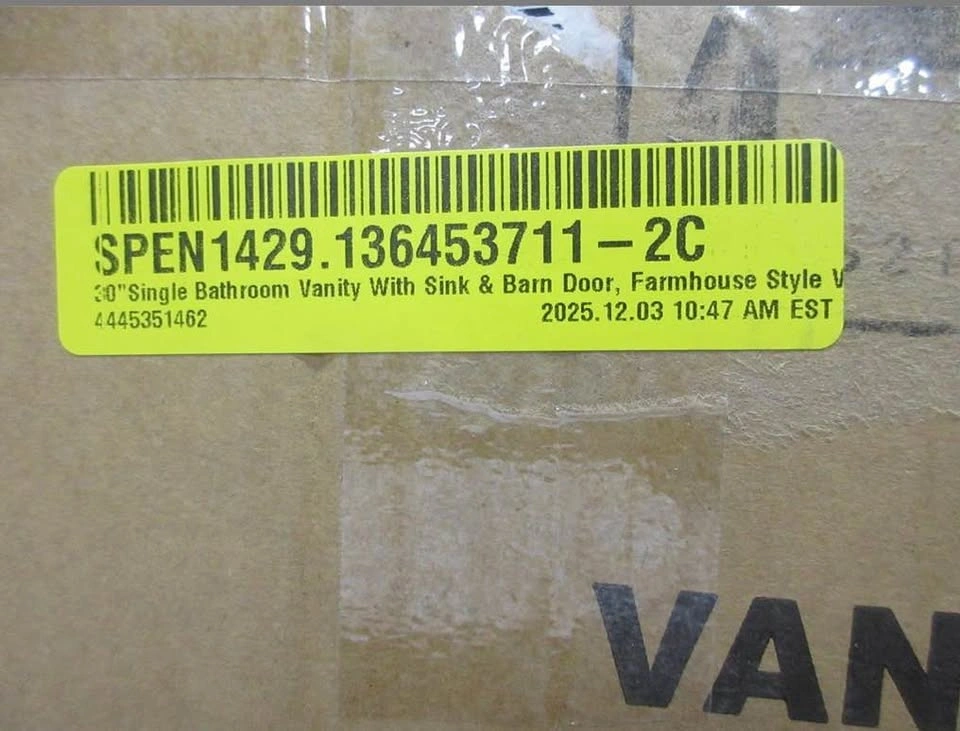 SPEN1429.136453711-2C
30"Single Bathroom Vanity With Sink & Barn Door, Farmhouse Style V
4445351462 2025.12.03 10:47 AM EST
VAN